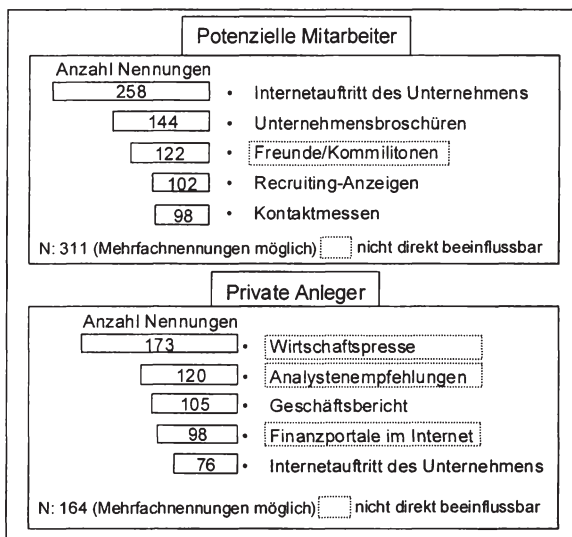 Potenzielle Mitarbeiter
Anzahl Nennungen
258 • Internetauftritt des Unternehmens
144 • Unternehmensbroschüren
122 • Freunde/Kommilitonen
102 • Recruiting-Anzeigen
98 • Kontaktmessen
N: 311 (Mehrfachnennungen möglich) nicht direkt beeinflussbar
Private Anleger
Anzahl Nennungen
173 • Wirtschaftspresse
120 • Analystenempfehlungen
105 • Geschäftsbericht
98 • Finanzportale im Internet
76 • Internetauftritt des Unternehmens
N: 164 (Mehrfachnennungen möglich) nicht direkt beeinflussbar